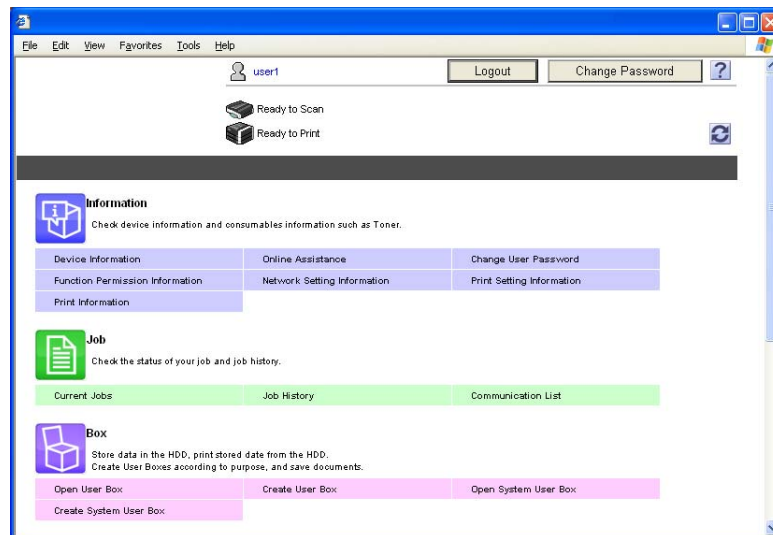 File Edit View Favorites Tools Help
user1 Logout Change Password ?
Ready to Scan
Ready to Print
Information
Check device information and consumables information such as Toner.
Device Information Online Assistance Change User Password
Function Permission Information Network Setting Information Print Setting Information
Print Information
Job
Check the status of your job and job history.
Current Jobs Job History Communication List
Box
Store data in the HDD, print stored date from the HDD.
Create User Boxes according to purpose, and save documents.
Open User Box Create User Box Open System User Box
Create System User Box